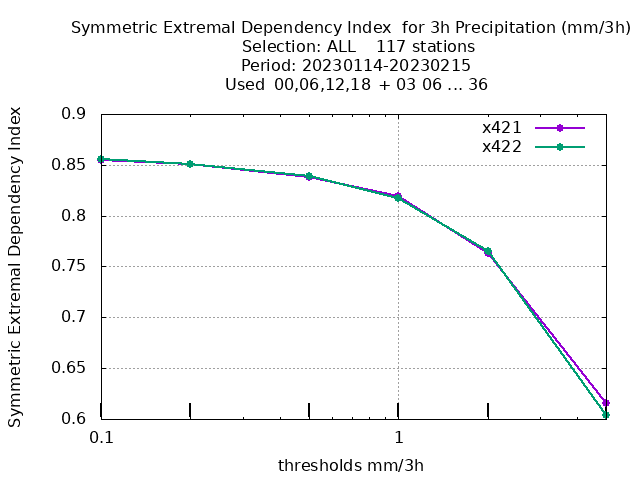 Symmetric Extremal Dependency Index  for 3h Precipitation (mm/3h)
Selection: ALL    117 stations
Period: 20230114-20230215
Used  00,06,12,18 + 03 06 ... 36
Symmetric Extremal Dependency Index
0.9
0.85
0.8
0.75
0.7
0.65
0.6
x421
x422
0.1
1
thresholds mm/3h